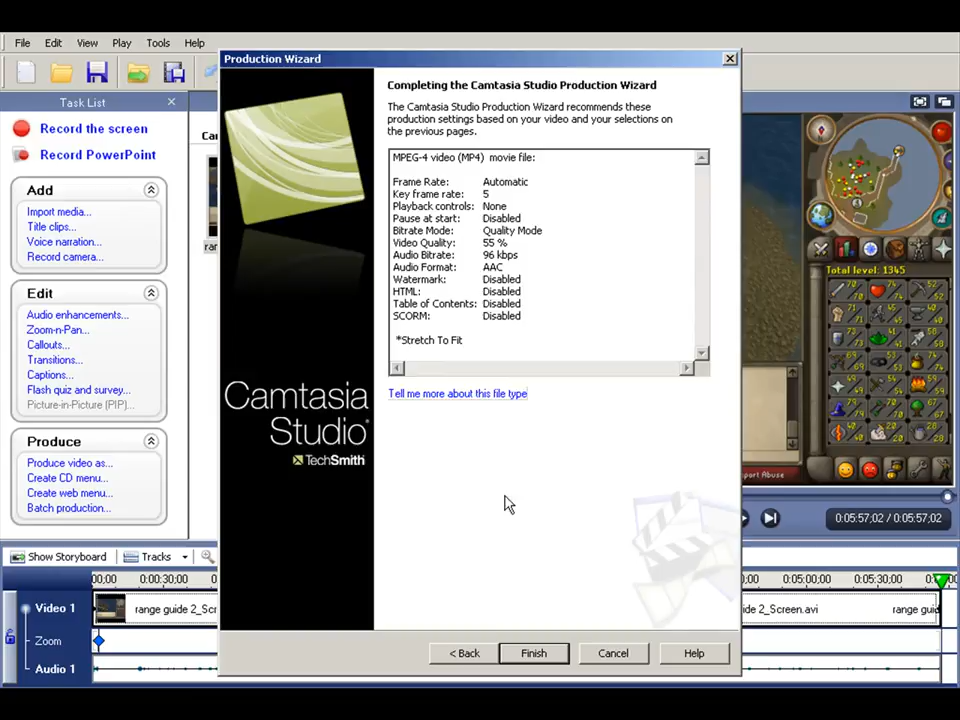 File Edit View Play Tools Help
Production Wizard
Task List
Record the screen
Record PowerPoint
Add
Import media...
Title clips...
Voice narration...
Record camera...
Edit
Audio enhancements...
Zoom-n-Pan...
Callouts...
Transitions...
Captions...
Flash quiz and survey...
Picture-in-Picture (PIP)...
Produce
Produce video as...
Create CD menu...
Create web menu...
Batch production...
Camtasia
Studio
TechSmith
Completing the Camtasia Studio Production Wizard
The Camtasia Studio Production Wizard recommends these
production settings based on your video and your selections on
the previous pages.
MPEG-4 video (MP4) movie file:
Frame Rate: Automatic
Key frame rate: 5
Playback controls: None
Pause at start: Disabled
Bitrate Mode: Quality Mode
Video Quality: 55 %
Audio Bitrate: 96 kbps
Audio Format: AAC
Watermark: Disabled
HTML: Disabled
Table of Contents: Disabled
SCORM: Disabled
*Stretch To Fit
Tell me more about this file type
< Back Finish Cancel Help
Total level: 1345
port Abuse
0:05:57;02 / 0:05:57;02
Show Storyboard Tracks
00;00 0:00:30;00 0:05:00;00 0:05:30;00
Video 1 range guide 2_Scr de 2_Screen.avi range guid
Zoom
Audio 1